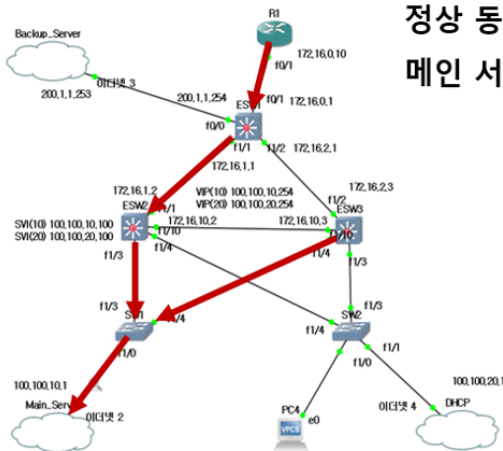 정상 동
메인 서
R1
Backup_Server
172,16,0,10
f0/1
이더넷 3
200,1,1,253
200,1,1,254
f0/1
172,16,0,1
f0/0
f1/1
f1/2
172,16,2,1
172,16,1,1
172,16,1,2
VIP(10) 100,100,10,254
VIP(20) 100,100,20,254
172,16,2,3
f1/2
ESW2
f1/1
ESW3
SVI(10) 100,100,10,100
SVI(20) 100,100,20,100
f1/10
172,16,10,2
172,16,10,3
f1/10
f1/4
f1/4
f1/3
f1/3
f1/3
f1/3
SW1
f1/4
f1/4
SW2
f1/0
f1/1
f1/0
100,100,10,1
100,100,20,1
이더넷 2
PC4
e0
이더넷 4
DHCP
VPCS